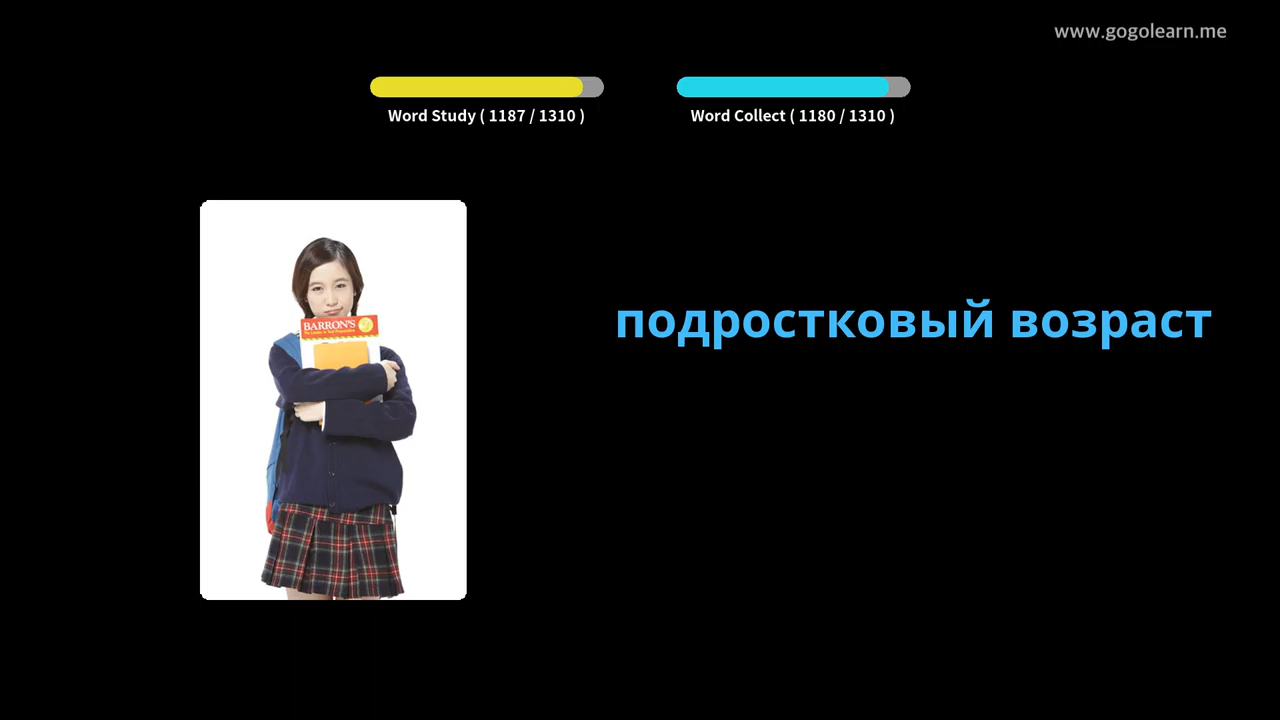 www.gogolearn.me
Word Study ( 1187 / 1310 )
Word Collect ( 1180 / 1310 )
BARRON'S
подростковый возраст